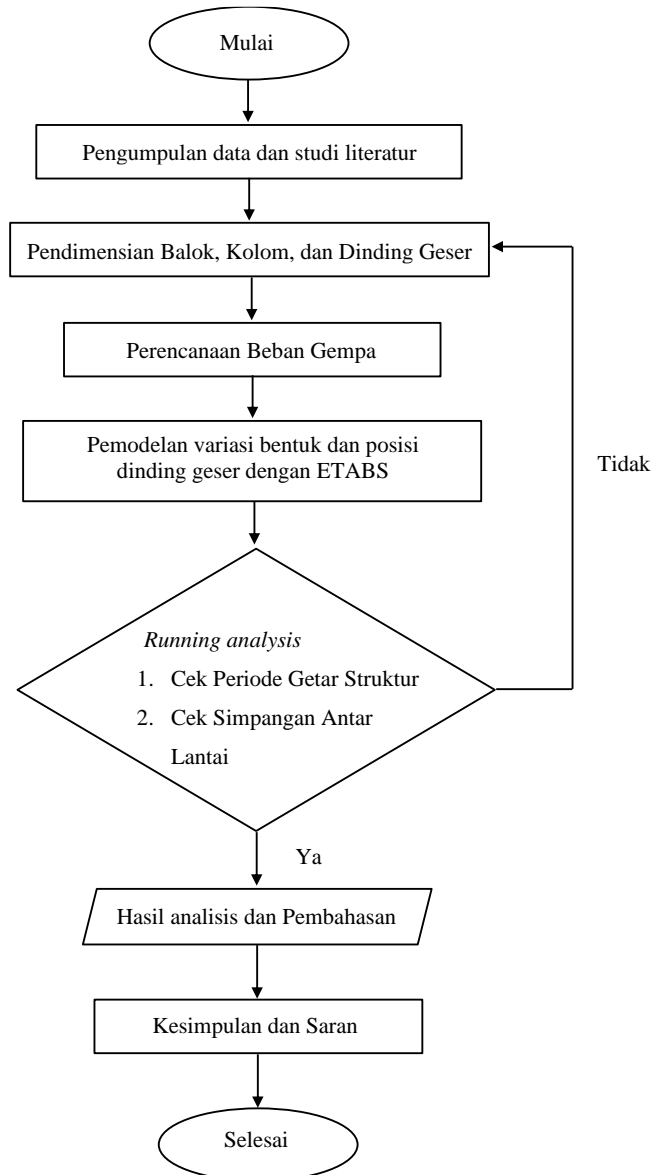 Mulai
Pengumpulan data dan studi literatur
Pendimensian Balok, Kolom, dan Dinding Geser
Perencanaan Beban Gempa
Pemodelan variasi bentuk dan posisi
dinding geser dengan ETABS
Tidak
Running analysis
1. Cek Periode Getar Struktur
2. Cek Simpangan Antar
Lantai
Ya
Hasil analisis dan Pembahasan
Kesimpulan dan Saran
Selesai